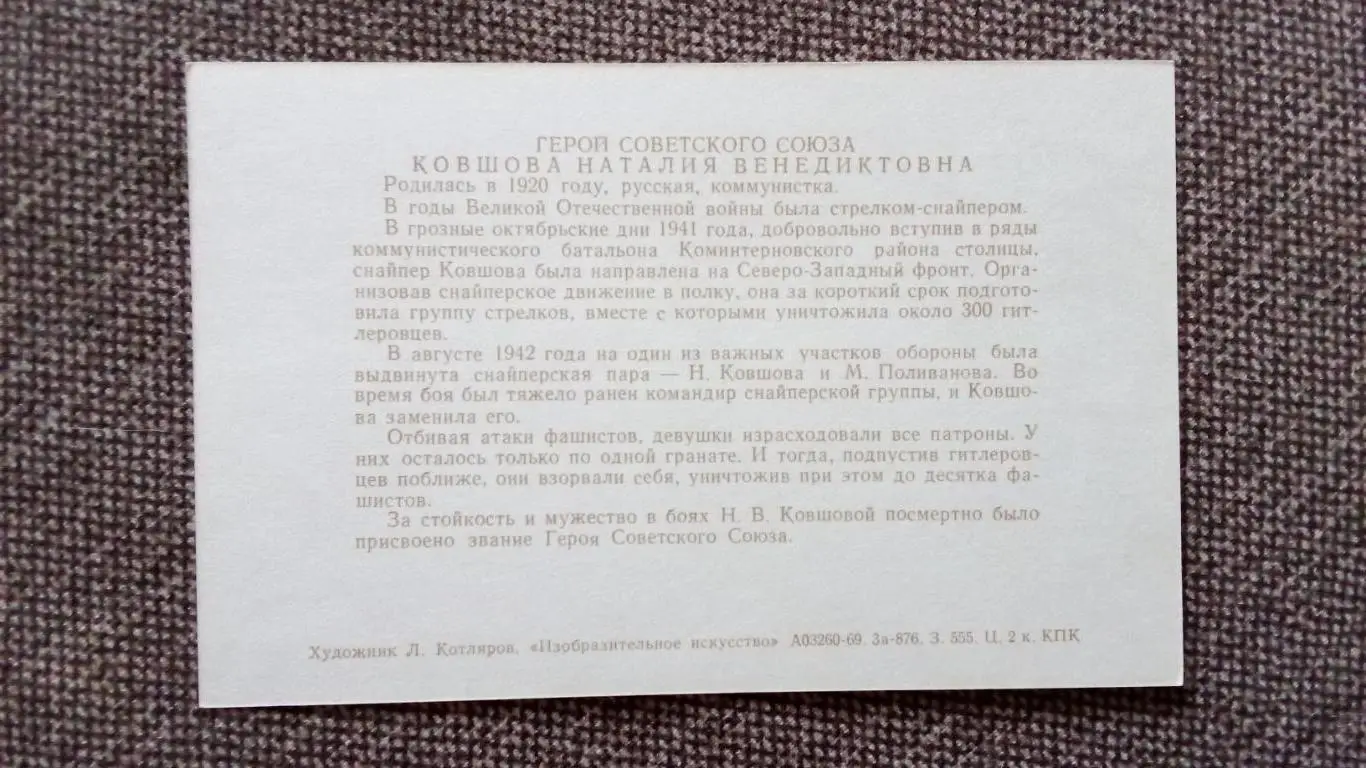 ГЕРОЙ СОВЕТСКОГО СОЮЗА
КОВШОВА НАТАЛИЯ ВЕНЕДИКТОВНА
Родилась в 1920 году, русская, коммунистка.
В годы Великой Отечественной войны была стрелком-снайпером.
В грозные октябрьские дни 1941 года, добровольно вступив в ряды
коммунистического батальона Коминтерновского района столицы,
снайпер Ковшова была направлена на Северо-Западный фронт. Орга-
низовав снайперское движение в полку, она за короткий срок подгото-
вила группу стрелков, вместе с которыми уничтожила около 300 гит-
леровцев.
В августе 1942 года на один из важных участков обороны была
выдвинута снайперская пара — Н. Ковшова и М. Поливанова. Во
время боя был тяжело ранен командир снайперской группы, и Ковшо-
ва заменила его.
Отбивая атаки фашистов, девушки израсходовали все патроны. У
них осталось только по одной гранате. И тогда, подпустив гитлеров-
цев поближе, они взорвали себя, уничтожив при этом до десятка фа-
шистов.
За стойкость и мужество в боях Н. В. Ковшовой посмертно было
присвоено звание Героя Советского Союза.
Художник Л. Котляров, «Изобразительное искусство» А03260-69. За-876. З. 555. Ц. 2 к. КПК